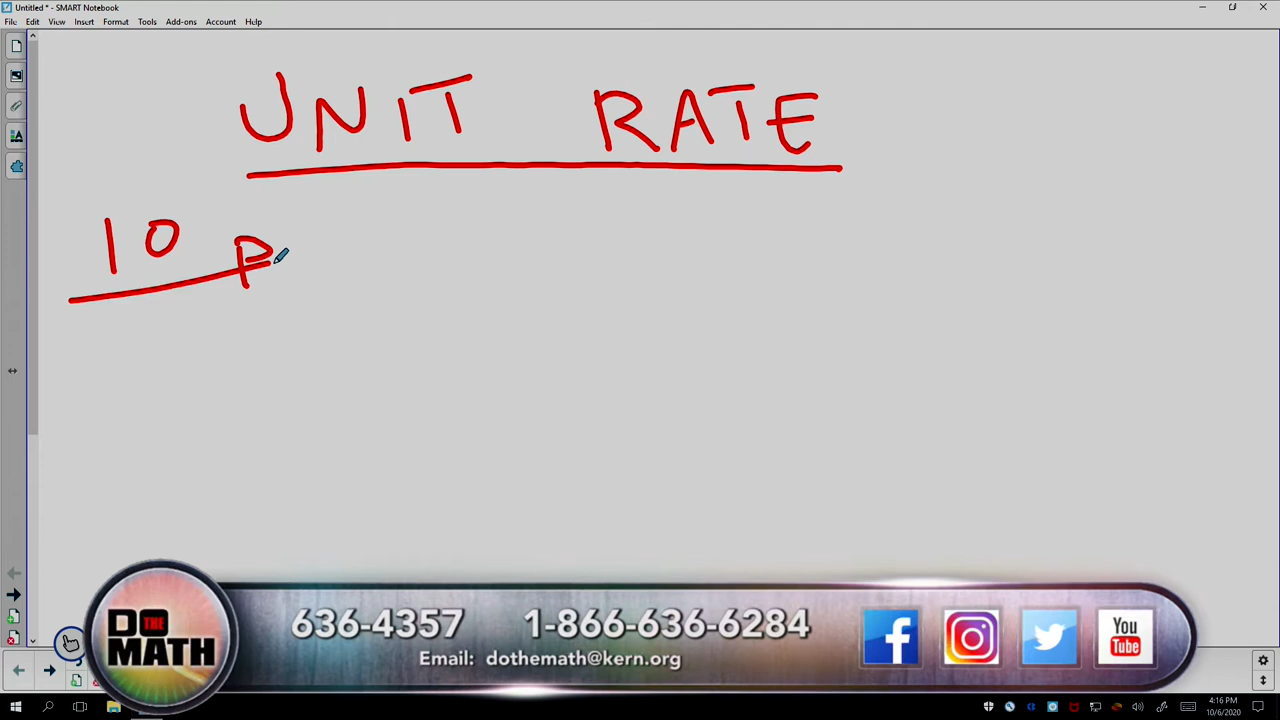 Untitled * - SMART Notebook
File Edit View Insert Format Tools Add-ons Account Help
UNIT RATE
10 P
DO THE MATH
636-4357 1-866-636-6284
Email: dothemath@kern.org
You Tube
4:16 PM
10/6/2020